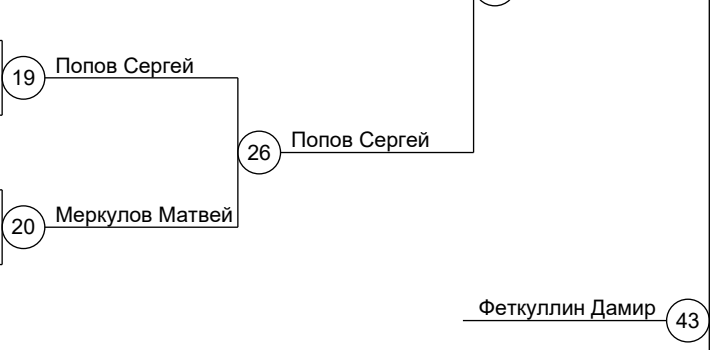 19 Попов Сергей
26 Попов Сергей
20 Меркулов Матвей
Феткуллин Дамир 43